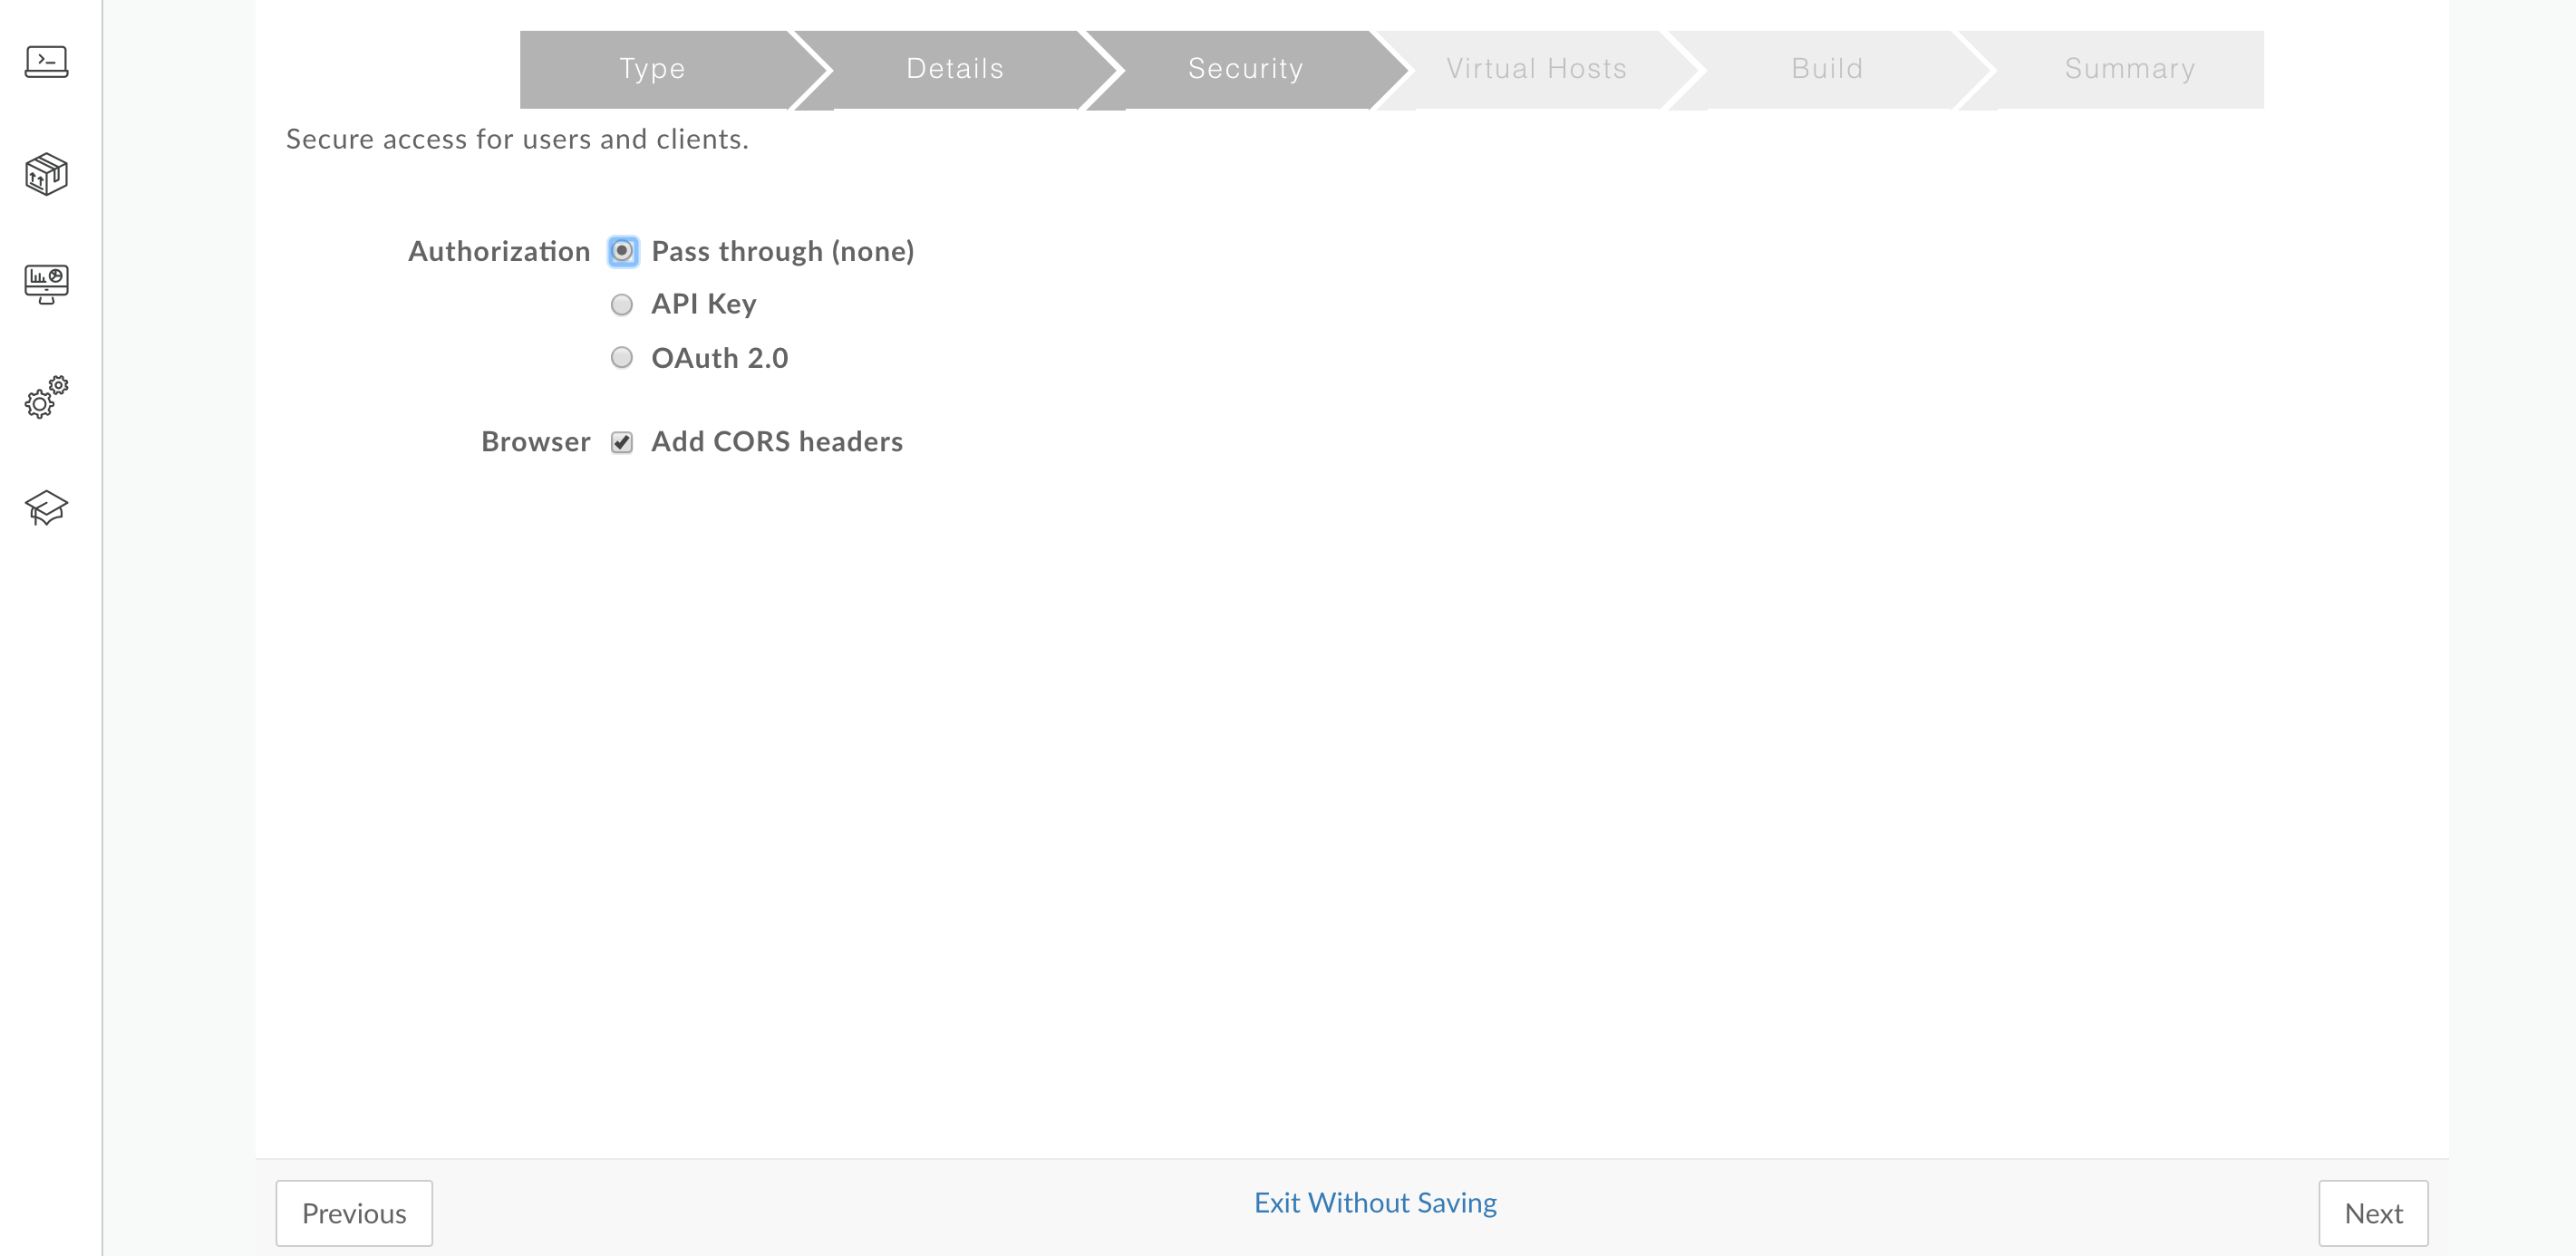 Type Details Security Virtual Hosts Build Summary
Secure access for users and clients.
Authorization Pass through (none)
API Key
OAuth 2.0
Browser Add CORS headers
Previous Exit Without Saving Next